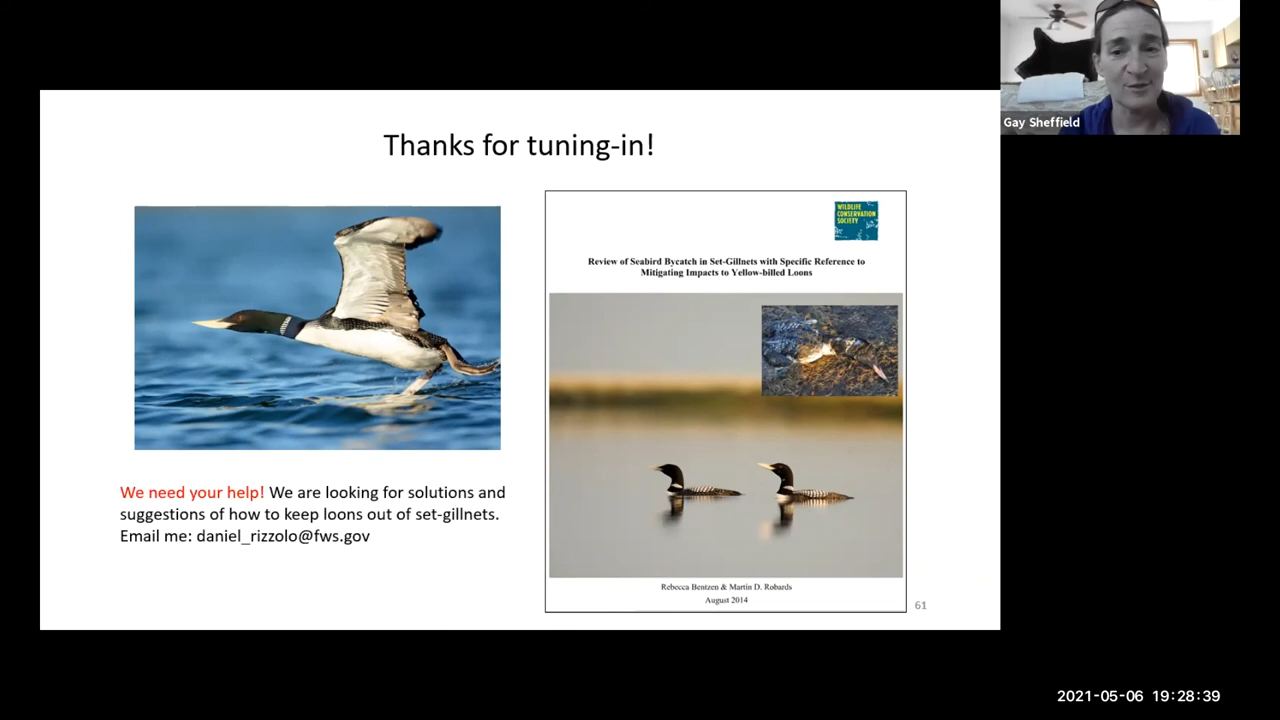 Thanks for tuning-in!
We need your help! We are looking for solutions and
suggestions of how to keep loons out of set-gillnets.
Email me: daniel_rizzolo@fws.gov
WILDLIFE
CONSERVATION
SOCIETY
Review of Seabird Bycatch in Set-Gillnets with Specific Reference to
Mitigating Impacts to Yellow-billed Loons
Rebecca Bentzen & Martin D. Robards
August 2014
61
Gay Sheffield
2021-05-06 19:28:39